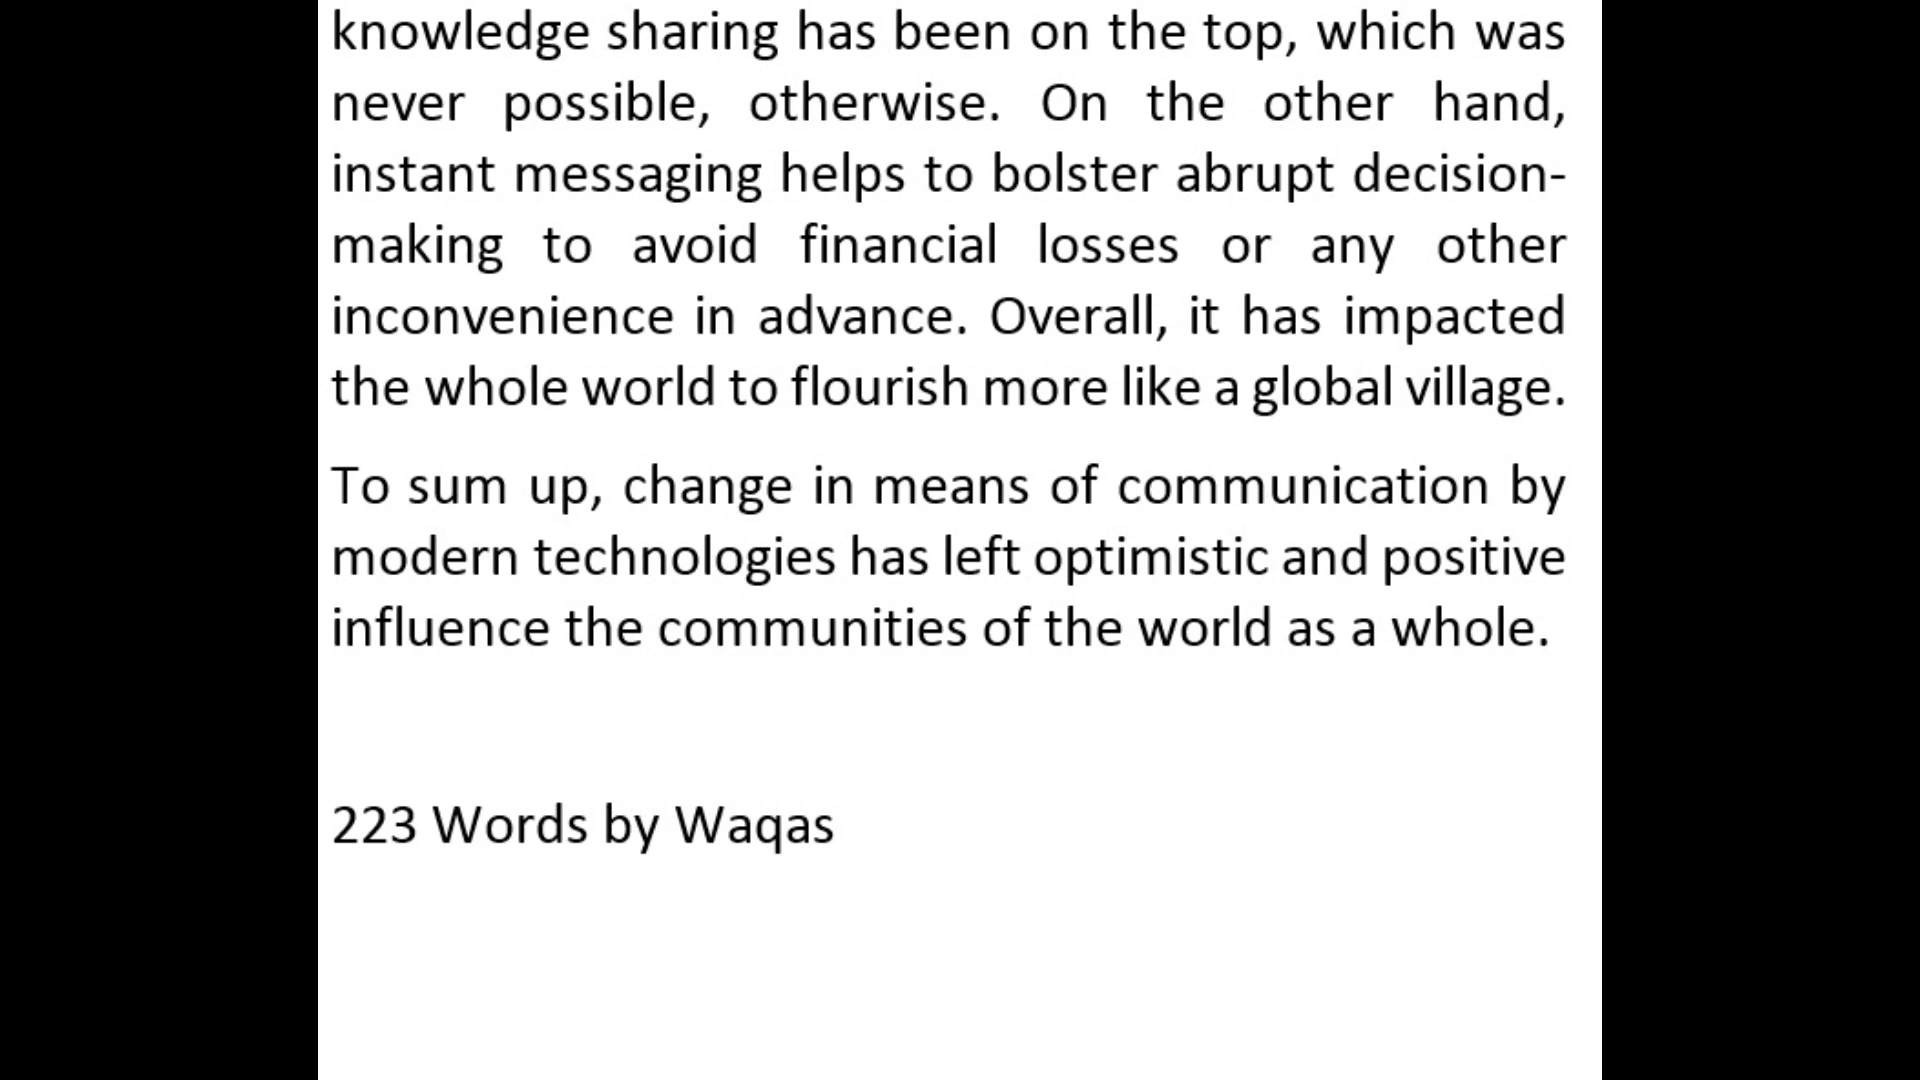 knowledge sharing has been on the top, which was
never possible, otherwise. On the other hand,
instant messaging helps to bolster abrupt decision-
making to avoid financial losses or any other
inconvenience in advance. Overall, it has impacted
the whole world to flourish more like a global village.
To sum up, change in means of communication by
modern technologies has left optimistic and positive
influence the communities of the world as a whole.
223 Words by Waqas